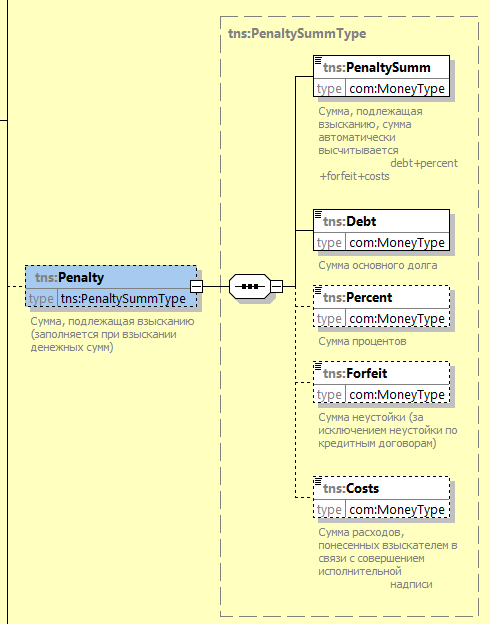 tns:PenaltySummType
tns:PenaltySumm
type com:MoneyType
Сумма, подлежащая
взысканию, сумма
автоматически
высчитывается
debt+percent
+forfeit+costs
tns:Debt
type com:MoneyType
Сумма основного долга
tns:Penalty
type tns:PenaltySummType
Сумма, подлежащая взысканию
(заполняется при взыскании
денежных сумм)
tns:Percent
type com:MoneyType
Сумма процентов
tns:Forfeit
type com:MoneyType
Сумма неустойки (за
исключением неустойки по
кредитным договорам)
tns:Costs
type com:MoneyType
Сумма расходов,
понесенных взыскателем в
связи с совершением
исполнительной
надписи